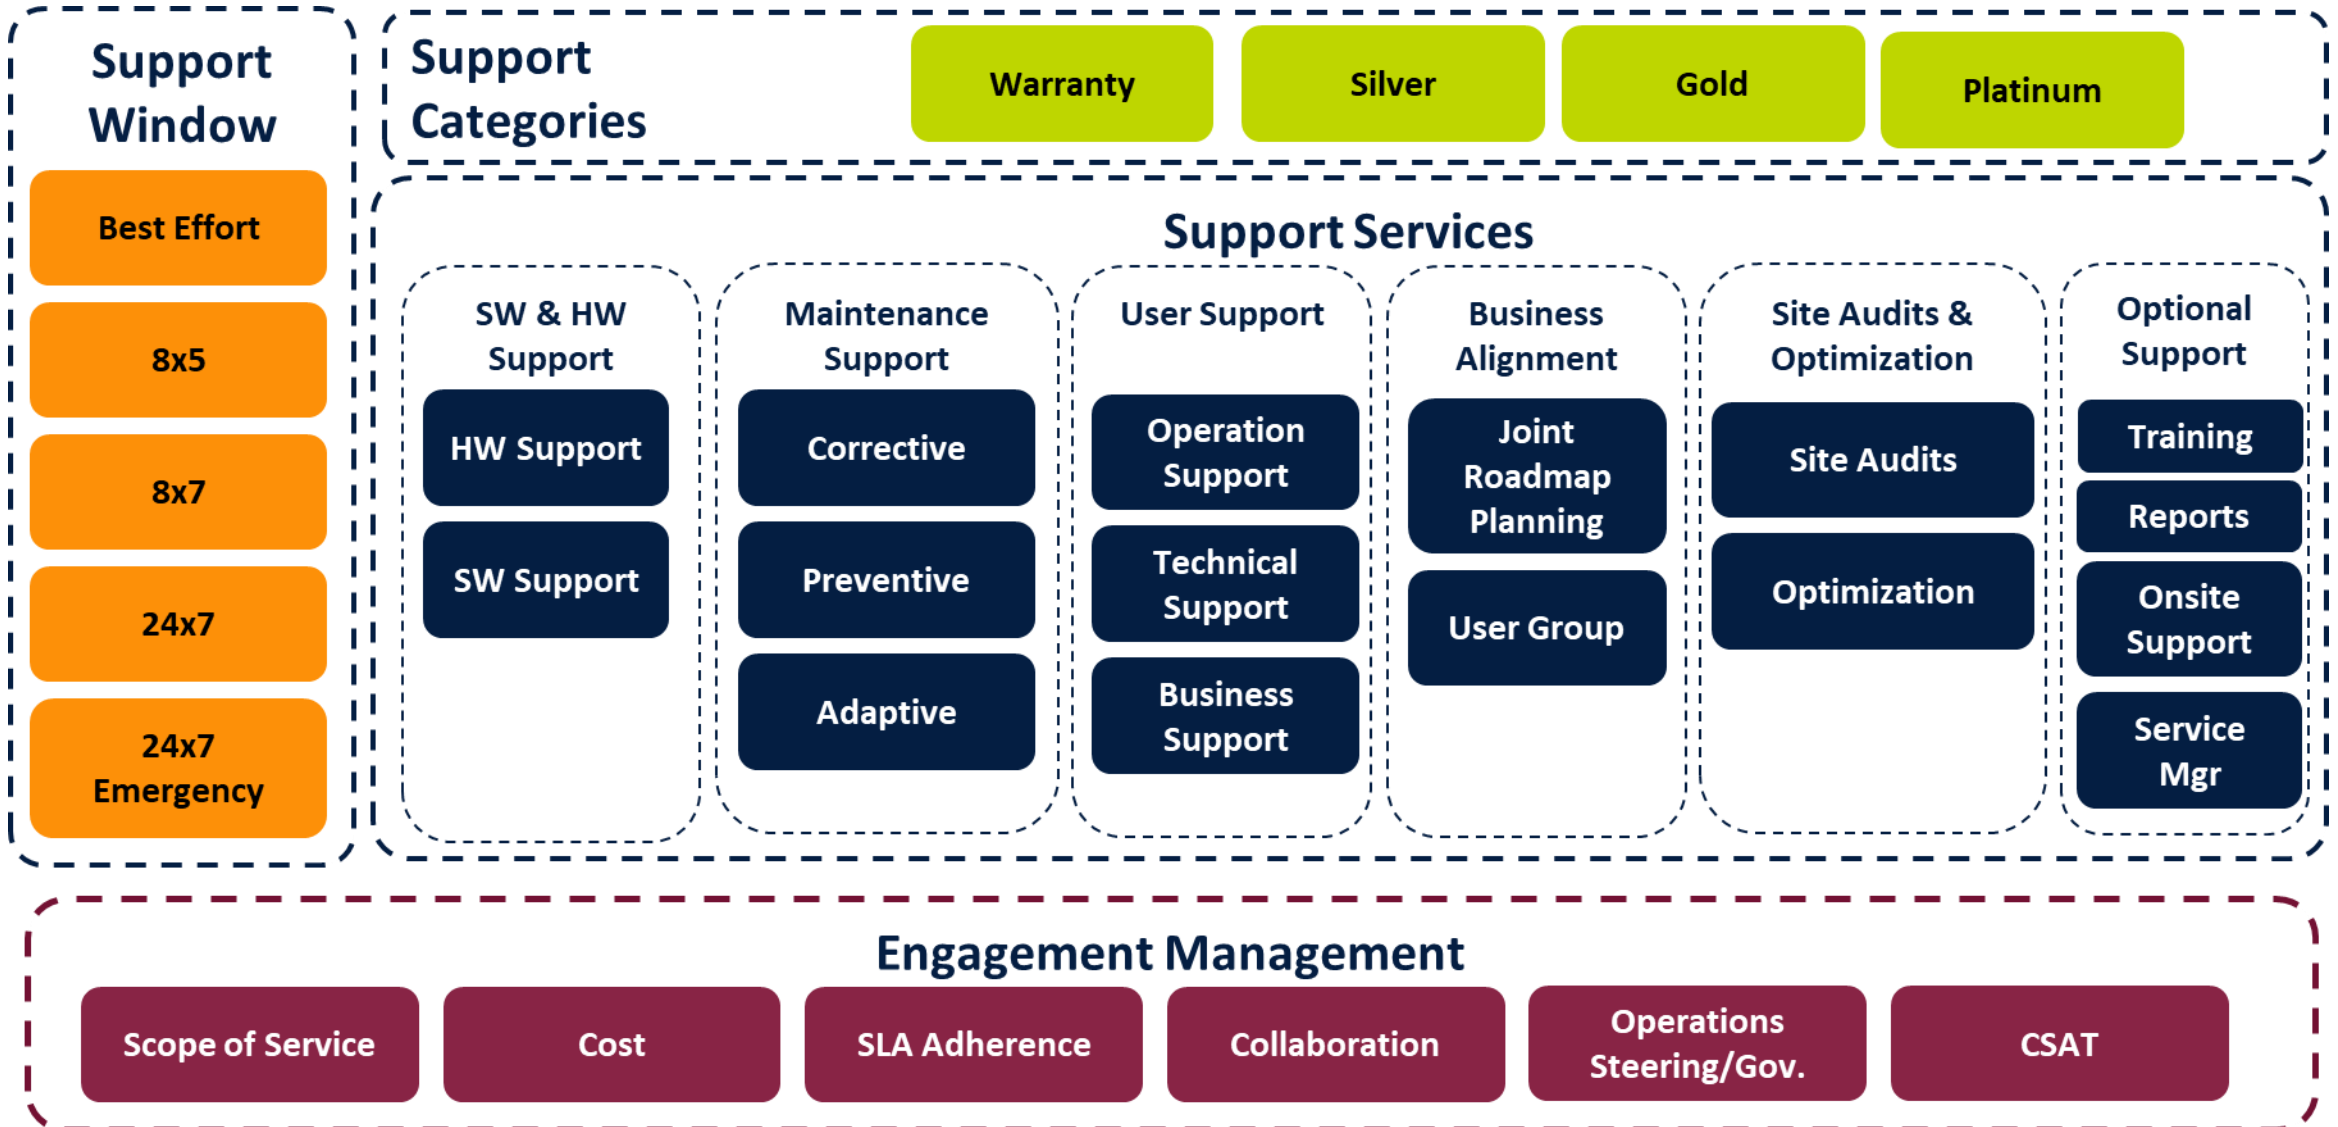 Support
Window
Best Effort
8x5
8x7
24x7
24x7
Emergency
Support
Categories
Warranty
Silver
Gold
Platinum
Support Services
SW & HW
Support
HW Support
SW Support
Maintenance
Support
Corrective
Preventive
Adaptive
User Support
Operation
Support
Technical
Support
Business
Support
Business
Alignment
Joint
Roadmap
Planning
User Group
Site Audits &
Optimization
Site Audits
Optimization
Optional
Support
Training
Reports
Onsite
Support
Service
Mgr
Engagement Management
Scope of Service
Cost
SLA Adherence
Collaboration
Operations
Steering/Gov.
CSAT